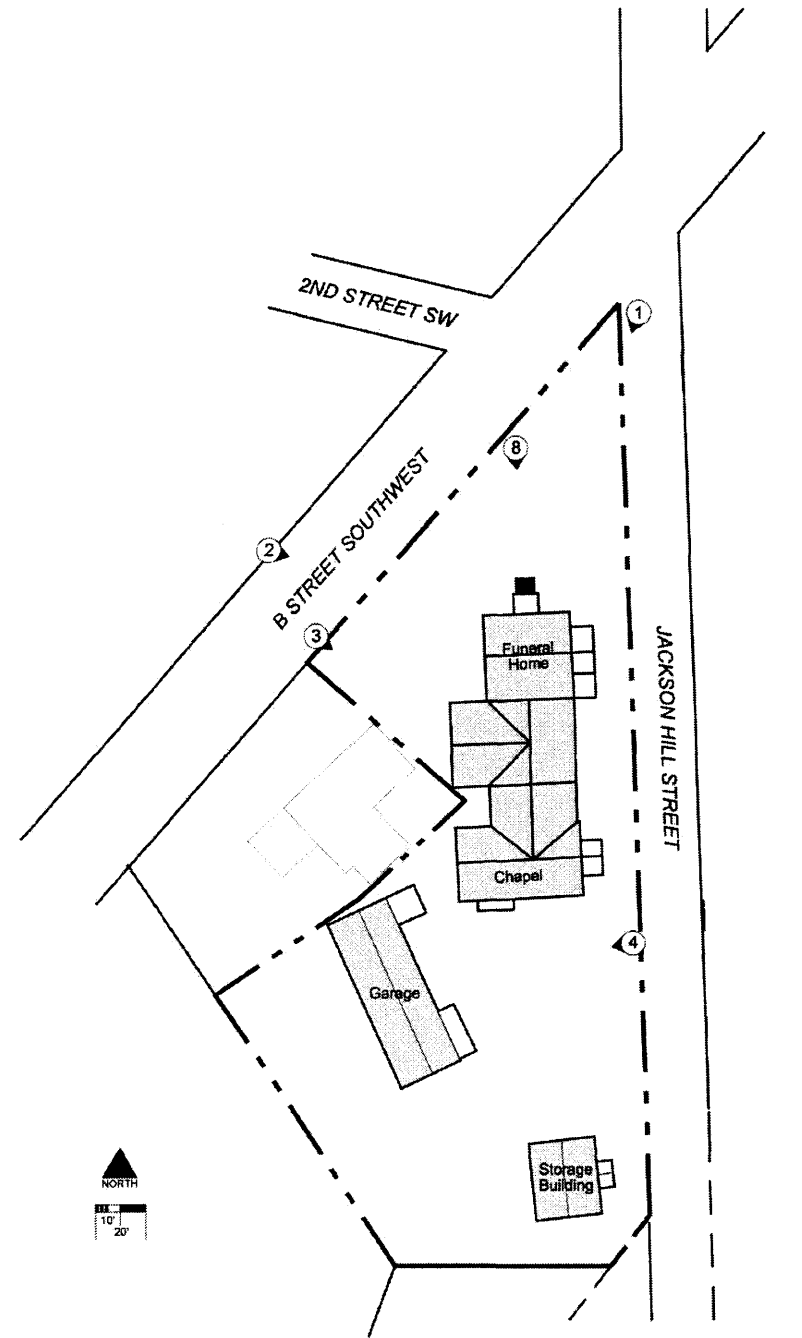 1
2ND STREET SW
8
B STREET SOUTHWEST
2
3
Funeral
Home
JACKSON HILL STREET
Chapel
4
Garage
Storage
Building
NORTH
10'
20'